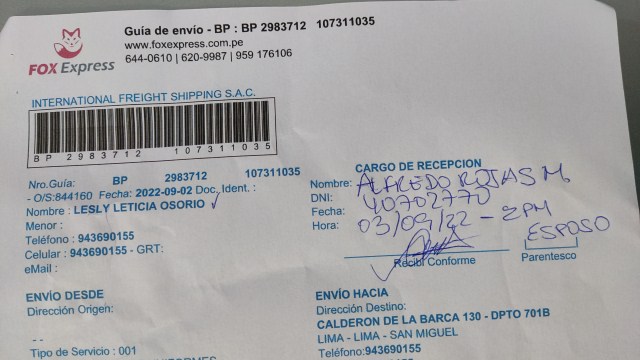 Guía de envío - BP : BP 2983712 107311035
www.foxexpress.com.pe
644-0610 | 620-9987 | 959 176106
FOX Express
INTERNATIONAL FREIGHT SHIPPING S.A.C.
BP 2983712 107311035
Nro.Guía: BP 2983712 107311035
- O/S:844160 Fecha: 2022-09-02 Doc. Ident. :
Nombre : LESLY LETICIA OSORIO
Menor :
Teléfono : 943690155
Celular : 943690155 - GRT:
eMail :
CARGO DE RECEPCION
Nombre: ALFREDO ROJAS M.
DNI: 40702770
Fecha: 03/09/22 - 2PM
Hora:
ESPOSO
Recibi Conforme
Parentesco
ENVÍO DESDE
Dirección Origen:
--
Tipo de Servicio : 001
ENVÍO HACIA
Dirección Destino:
CALDERON DE LA BARCA 130 - DPTO 701B
LIMA - LIMA - SAN MIGUEL
Teléfono:943690155